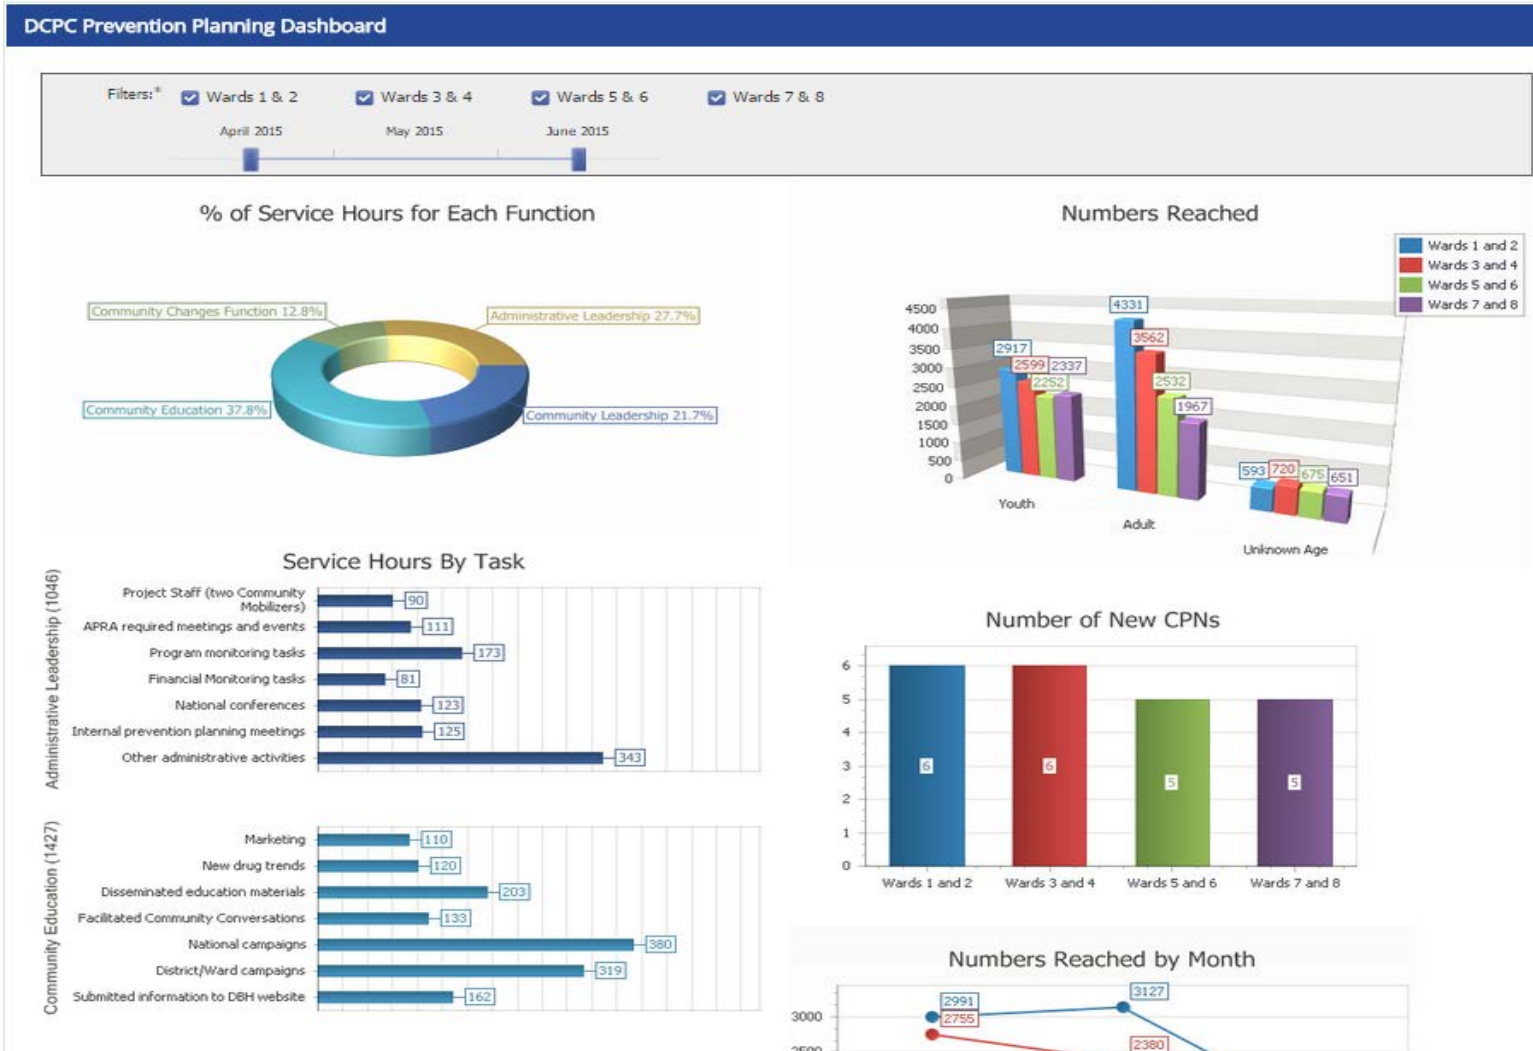 DCPC Prevention Planning Dashboard
Filters:*
Wards 1 & 2
Wards 3 & 4
Wards 5 & 6
Wards 7 & 8
April 2015
May 2015
June 2015
% of Service Hours for Each Function
Community Changes Function 12.8%
Administrative Leadership 27.7%
Community Education 37.8%
Community Leadership 21.7%
Numbers Reached
Wards 1 and 2
Wards 3 and 4
Wards 5 and 6
Wards 7 and 8
4500
4000
3500
3000
2500
2000
1500
1000
500
0
2917
2599
2252
2337
4331
3562
2532
1967
593
720
675
651
Youth
Adult
Unknown Age
Service Hours By Task
Administrative Leadership (1046)
Project Staff (two Community
Mobilizers)
90
APRA required meetings and events
111
Program monitoring tasks
173
Financial Monitoring tasks
81
National conferences
123
Internal prevention planning meetings
125
Other administrative activities
343
Community Education (1427)
Marketing
110
New drug trends
120
Disseminated education materials
203
Facilitated Community Conversations
133
National campaigns
380
District/Ward campaigns
319
Submitted information to DBH website
162
Number of New CPNs
6
5
4
3
2
1
0
6
6
5
5
Wards 1 and 2
Wards 3 and 4
Wards 5 and 6
Wards 7 and 8
Numbers Reached by Month
3000
2991
2755
3127
2380